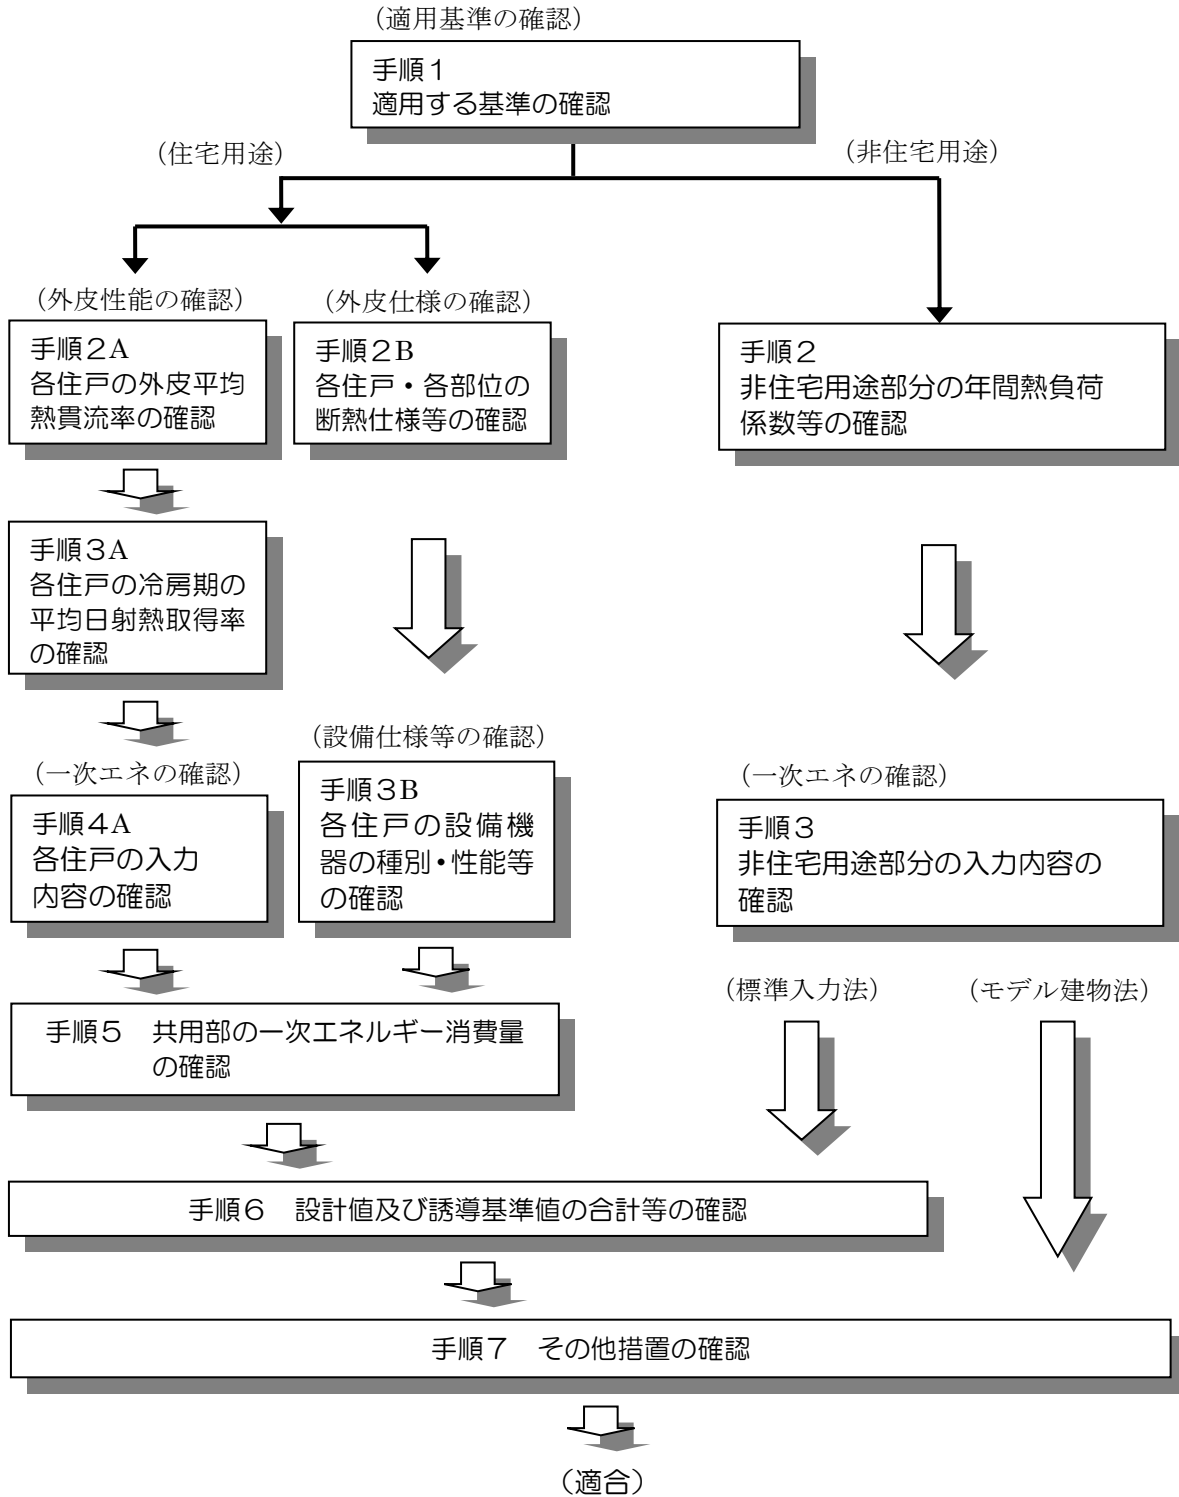 （適用基準の確認）
手順１
適用する基準の確認
（住宅用途）
（非住宅用途）
（外皮性能の確認）
手順２A
各住戸の外皮平均
熱貫流率の確認
（外皮仕様の確認）
手順２B
各住戸・各部位の
断熱仕様等の確認
手順２
非住宅用途部分の年間熱負荷
係数等の確認
手順３A
各住戸の冷房期の
平均日射熱取得率
の確認
（一次エネの確認）
手順４A
各住戸の入力
内容の確認
（設備仕様等の確認）
手順３B
各住戸の設備機
器の種別・性能等
の確認
（一次エネの確認）
手順３
非住宅用途部分の入力内容の
確認
（標準入力法）
（モデル建物法）
手順５　共用部の一次エネルギー消費量
の確認
手順６　設計値及び誘導基準値の合計等の確認
手順７　その他措置の確認
（適合）